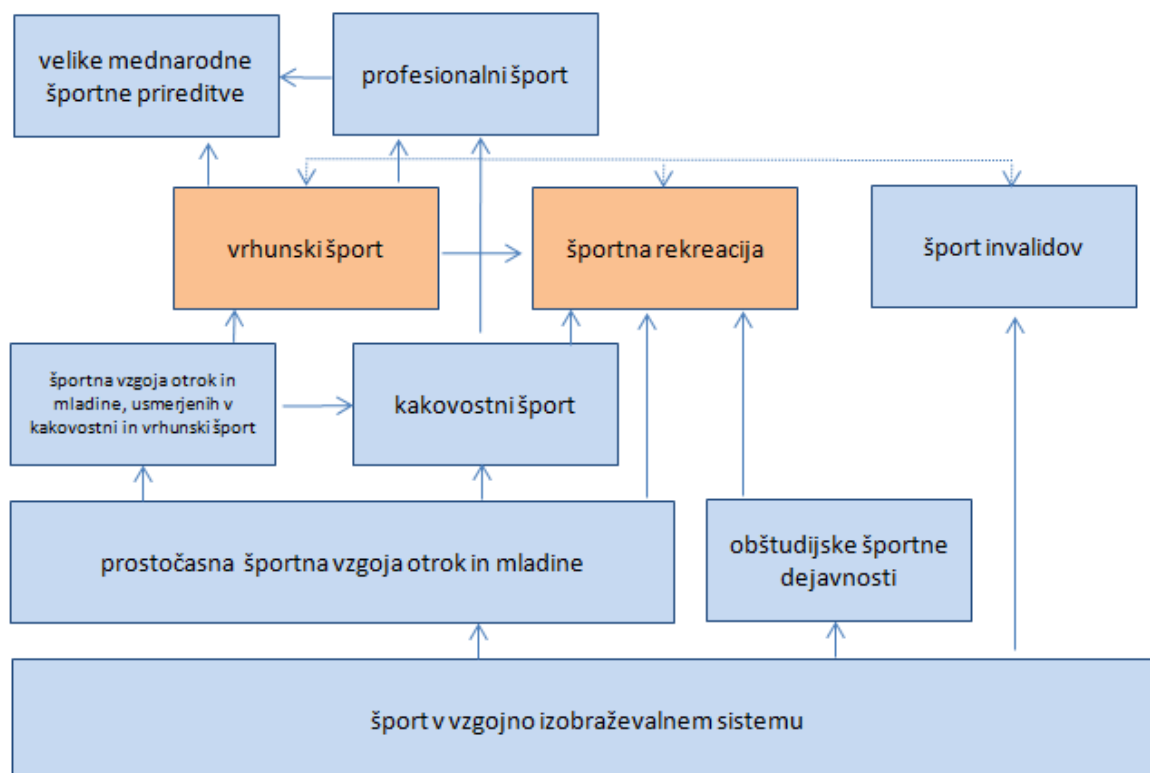 velike mednarodne
športne prireditve
profesionalni šport
vrhunski šport
športna rekreacija
šport invalidov
športna vzgoja otrok in
mladine, usmerjenih v
kakovostni in vrhunski šport
kakovostni šport
prostočasna športna vzgoja otrok in mladine
obštudijske športne
dejavnosti
šport v vzgojno izobraževalnem sistemu